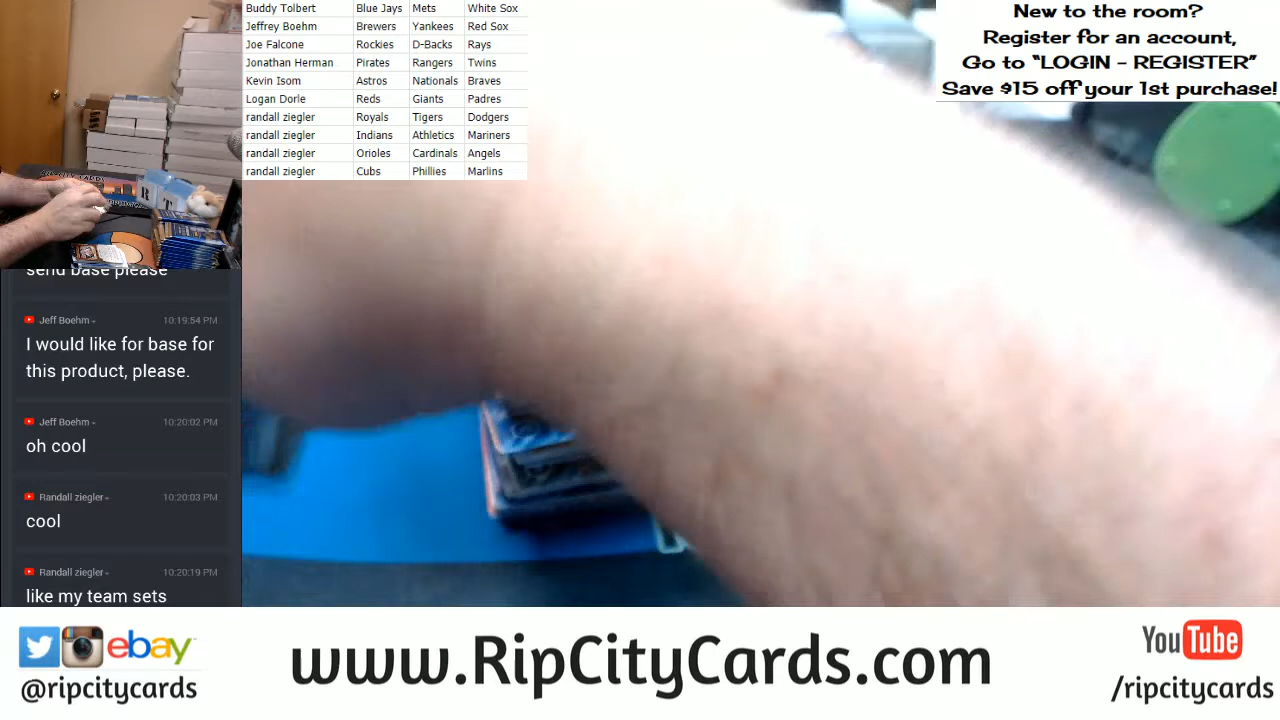 Buddy Tolbert Blue Jays Mets White Sox
Jeffrey Boehm Brewers Yankees Red Sox
Joe Falcone Rockies D-Backs Rays
Jonathan Herman Pirates Rangers Twins
Kevin Isom Astros Nationals Braves
Logan Dorle Reds Giants Padres
randall ziegler Royals Tigers Dodgers
randall ziegler Indians Athletics Mariners
randall ziegler Orioles Cardinals Angels
randall ziegler Cubs Phillies Marlins
New to the room?
Register for an account,
Go to "LOGIN - REGISTER"
Save $15 off your 1st purchase!
R
T
send base please
Jeff Boehm 10:19:54 PM
I would like for base for
this product, please.
Jeff Boehm 10:20:02 PM
oh cool
Randall ziegler 10:20:03 PM
cool
Randall ziegler 10:20:19 PM
like my team sets
ebay
@ripcitycards
www.RipCityCards.com
YouTube
/ripcitycards